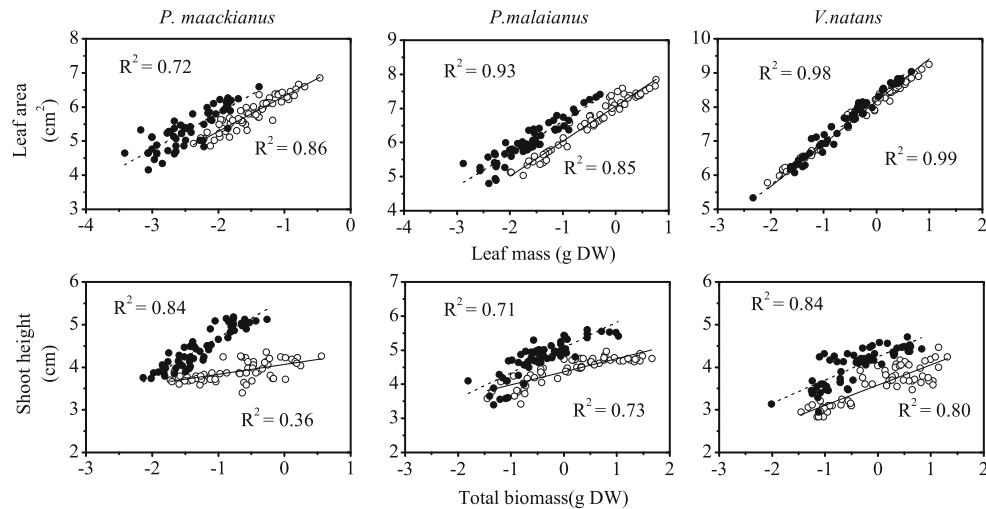 P. maackianus P.malaianus V.natans
Leaf area
(cm²)
8
7
6
5
4
3
2
R² = 0.72
R² = 0.86
-4 -3 -2 -1 0
9
8
7
6
5
4
R² = 0.93
R² = 0.85
-4 -3 -2 -1 0 1
10
9
8
7
6
5
R² = 0.98
R² = 0.99
-3 -2 -1 0 1 2
Leaf mass (g DW)
Shoot height
(cm)
6
5
4
3
2
R² = 0.84
R² = 0.36
-3 -2 -1 0 1
7
6
5
4
3
2
R² = 0.71
R² = 0.73
-3 -2 -1 0 1 2
6
5
4
3
2
R² = 0.84
R² = 0.80
-3 -2 -1 0 1 2
Total biomass(g DW)